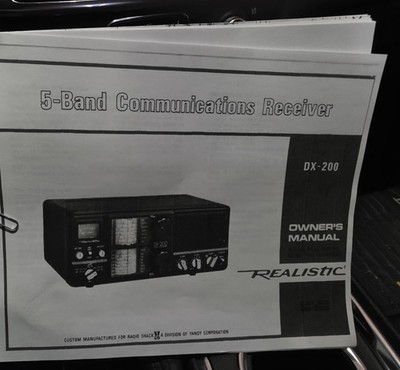 5-Band Communications Receiver
DX-200
OWNER'S
MANUAL
REALISTIC
CUSTOM MANUFACTURED FOR RADIO SHACK A DIVISION OF TANDY CORPORATION